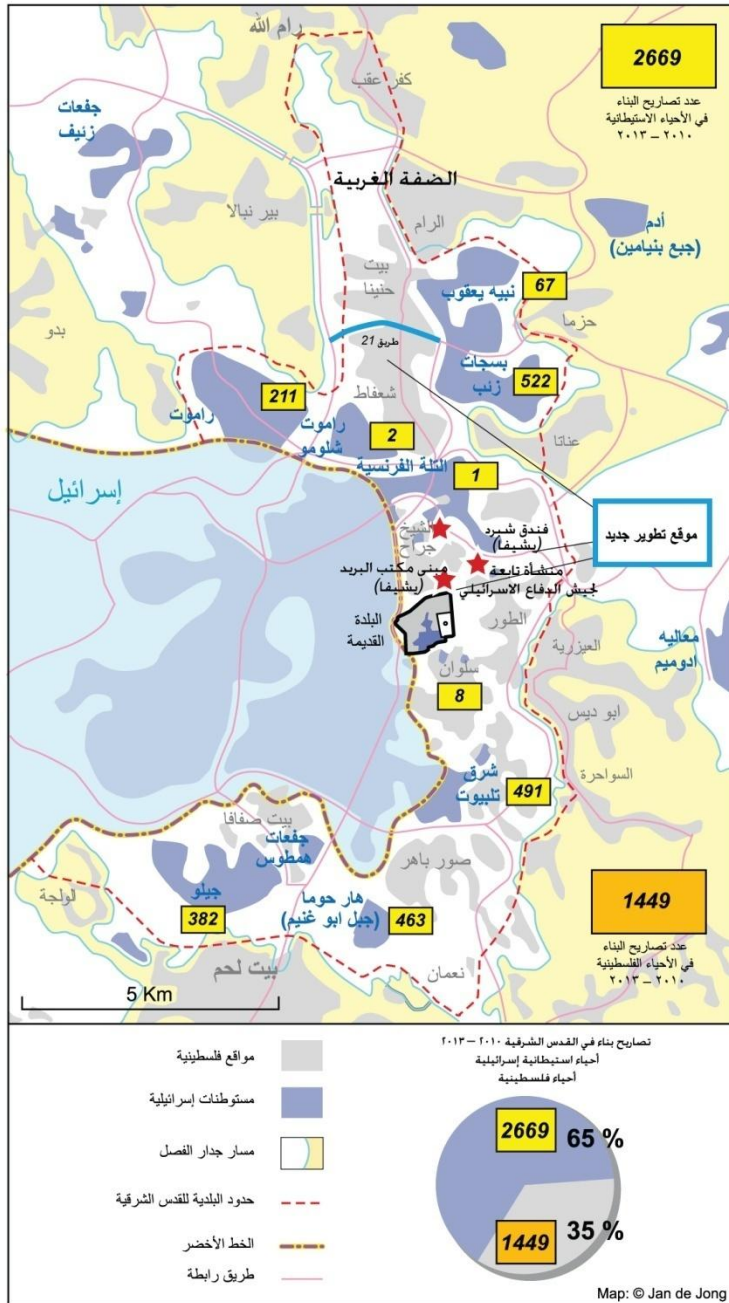 رام الله
كفر عقب
2669
عدد تصاريح البناء
في الأحياء الاستيطانية
٢٠١٠ – ٢٠١٣
جفعات
زئيف
الضفة الغربية
بير نبالا
الرام
أدم
(جبع بنيامين)
بيت
حنينا
نبيه يعقوب
67
حزما
بدو
طريق 21
بسجات
زئب
522
شعفاط
211
راموت
راموت
شلومو
2
عناتا
التلة الفرنسية
1
إسرائيل
موقع تطوير جديد
الشيخ
جراح
فندق شبرد
(يشيفا)
منشأة تابعة
لجيش الدفاع الاسرائيلي
مبنى مكتب البريد
(يشيفا)
البلدة
القديمة
الطور
العيزرية
معاليه
ادوميم
سلوان
8
ابو ديس
السواحرة
شرق
تلبيوت
491
بيت صفافا
جفعات
همطوس
صور باهر
الولجة
جيلو
382
هار حوما
(جبل ابو غنيم)
463
1449
عدد تصاريح البناء
في الأحياء الفلسطينية
٢٠١٠ – ٢٠١٣
بيت لحم
نعمان
5 Km
مواقع فلسطينية
مستوطنات إسرائيلية
مسار جدار الفصل
حدود البلدية للقدس الشرقية
الخط الأخضر
طريق رابطة
تصاريح بناء في القدس الشرقية ٢٠١٠ – ٢٠١٣
أحياء استيطانية إسرائيلية
أحياء فلسطينية
2669
65 %
1449
35 %
Map: © Jan de Jong